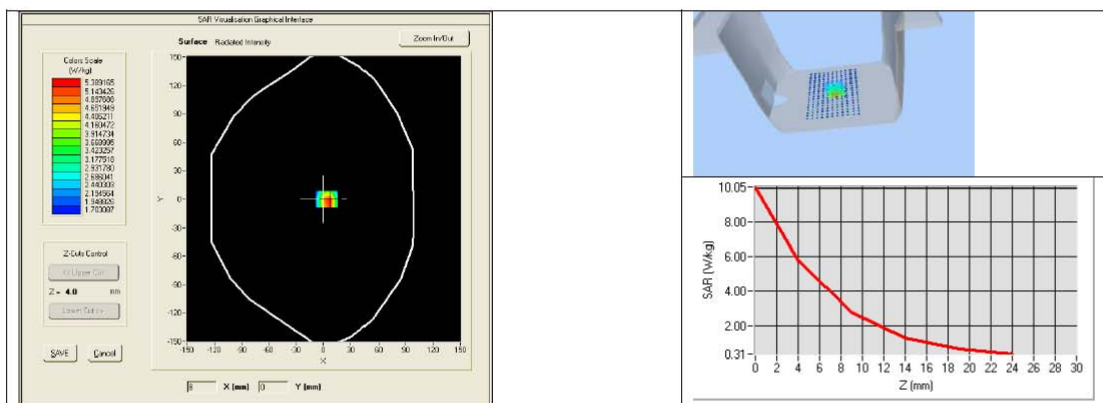 SAR Visualisation Graphical Interface
Surface Radiated Intensity
Zoom In/Out
Colors Scale
(W/kg)
5.389165
5.143426
4.897688
4.651949
4.406211
4.160472
3.914734
3.668995
3.423257
3.177518
2.931780
2.686041
2.440303
2.194564
1.948826
1.703087
Z-Cuts Control
Z = 4.0 mm
SAVE
Cancel
150
120
90
60
30
0
-30
-60
-90
-120
-150
Y
-150 -120 -90 -60 -30 0 30 60 90 120 150
X
8 X (mm) 0 Y (mm)
10.05
8.00
6.00
4.00
2.00
0.31
SAR (W/kg)
0 2 4 6 8 10 12 14 16 18 20 22 24 26 28 30
Z (mm)